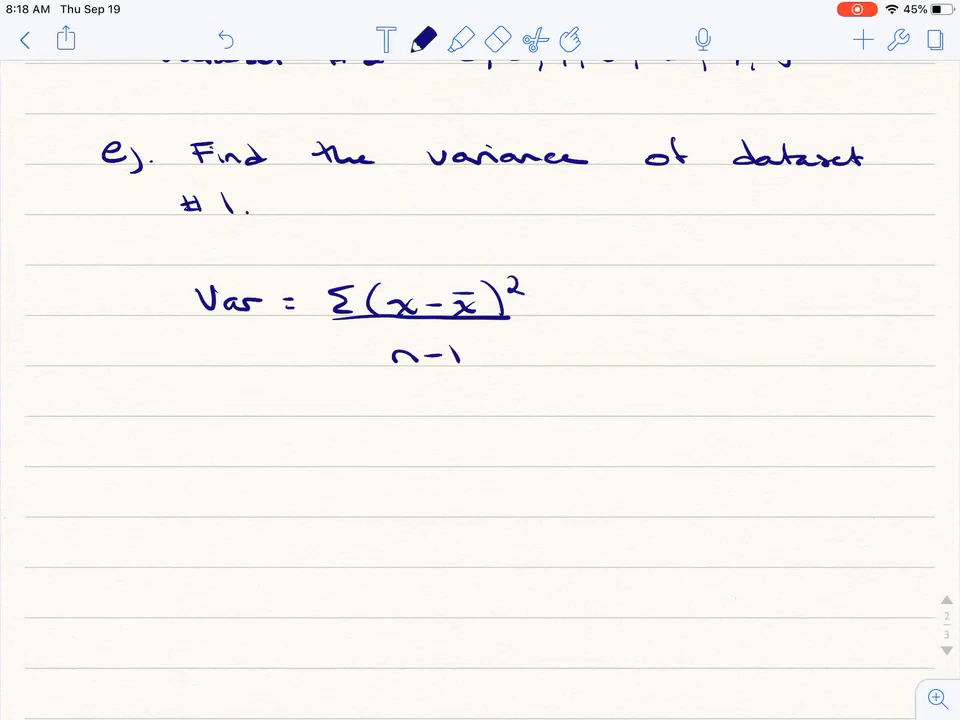 8:18 AM Thu Sep 19
45%
T
e). Find the variance of dataset
# 1.
Var = Σ(x - x̄)²
n - 1
2
3